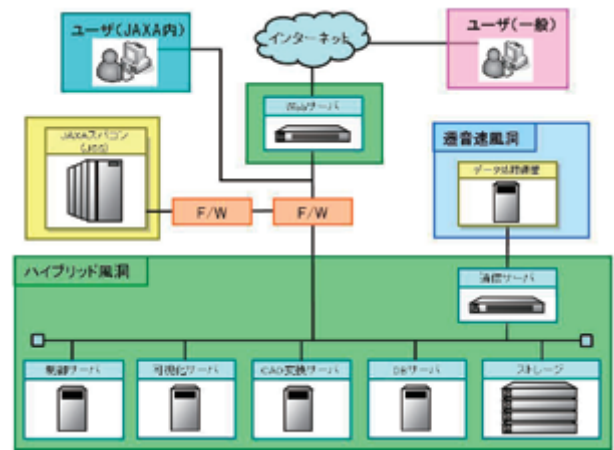 ユーザ(JAXA内)
インターネット
ユーザ(一般)
Webサーバ
JAXAスパコン
(JSS)
遷音速風洞
データ処理装置
F/W
F/W
ハイブリッド風洞
通信サーバ
制御サーバ
可視化サーバ
CAD変換サーバ
DBサーバ
ストレージ